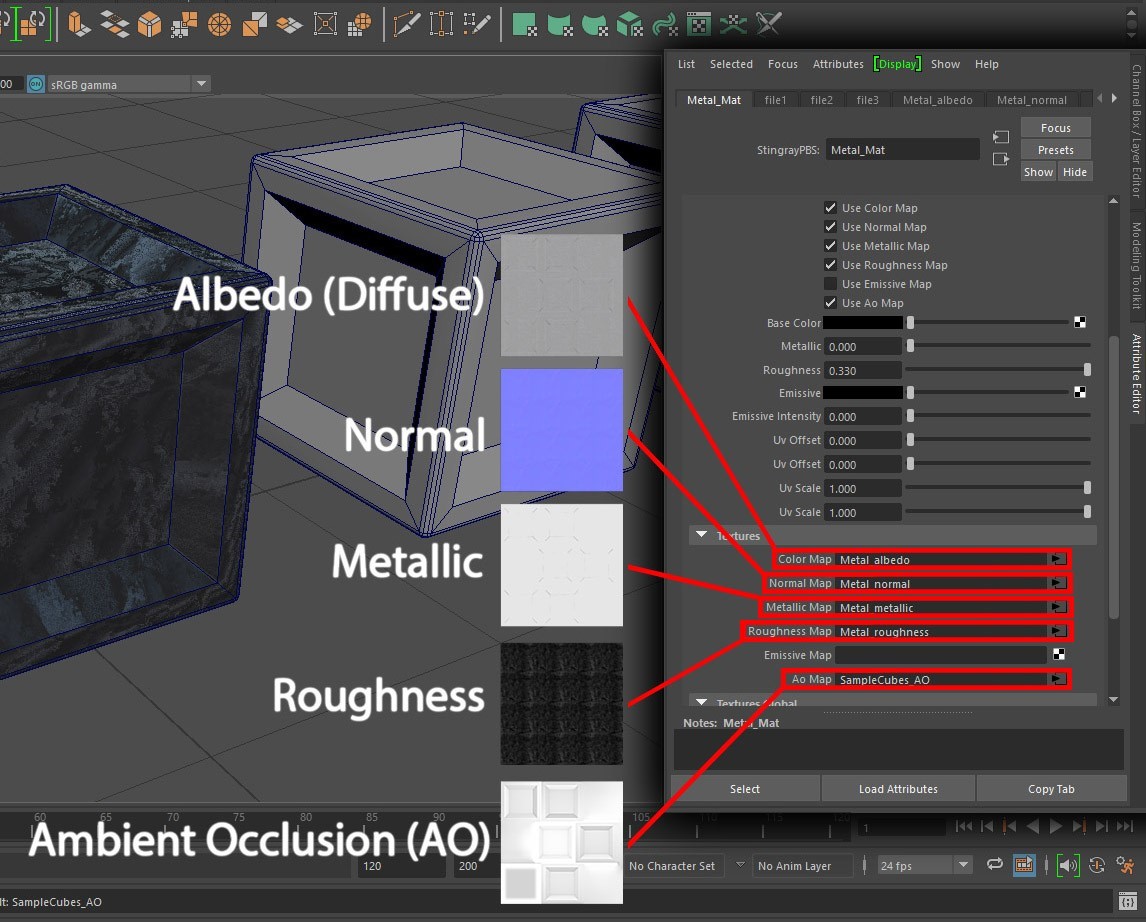 00 ON sRGB gamma
List Selected Focus Attributes [Display] Show Help
Metal_Mat file1 file2 file3 Metal_albedo Metal_normal
Focus
StingrayPBS: Metal_Mat
Presets
Show Hide
Use Color Map
Use Normal Map
Use Metallic Map
Use Roughness Map
Use Emissive Map
Use Ao Map
Base Color
Metallic 0.000
Roughness 0.330
Emissive
Emissive Intensity 0.000
Uv Offset 0.000
Uv Offset 0.000
Uv Scale 1.000
Uv Scale 1.000
Textures
Color Map Metal_albedo
Normal Map Metal_normal
Metallic Map Metal_metallic
Roughness Map Metal_roughness
Emissive Map
Ao Map SampleCubes_AO
Textures Global
Notes: Metal_Mat
Select Load Attributes Copy Tab
Channel Box / Layer Editor
Modeling Toolkit
Attribute Editor
Albedo (Diffuse)
Normal
Metallic
Roughness
Ambient Occlusion (AO)
60 65 70 75 80 85 90 105 110 115 120
1
120 200 No Character Set No Anim Layer 24 fps
lt: SampleCubes_AO